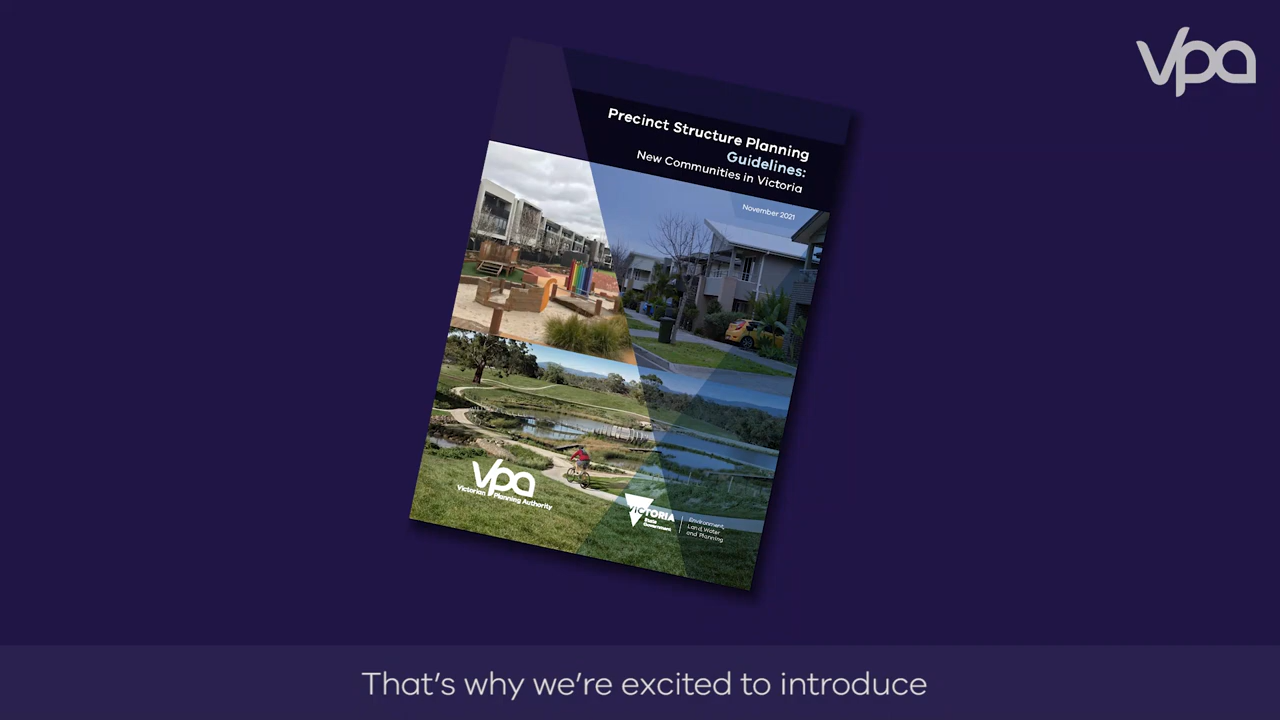 vpa
Precinct Structure Planning
Guidelines:
New Communities in Victoria
November 2021
vpa
Victorian Planning Authority
VICTORIA
State
Government
Environment,
Land, Water
and Planning
That's why we're excited to introduce